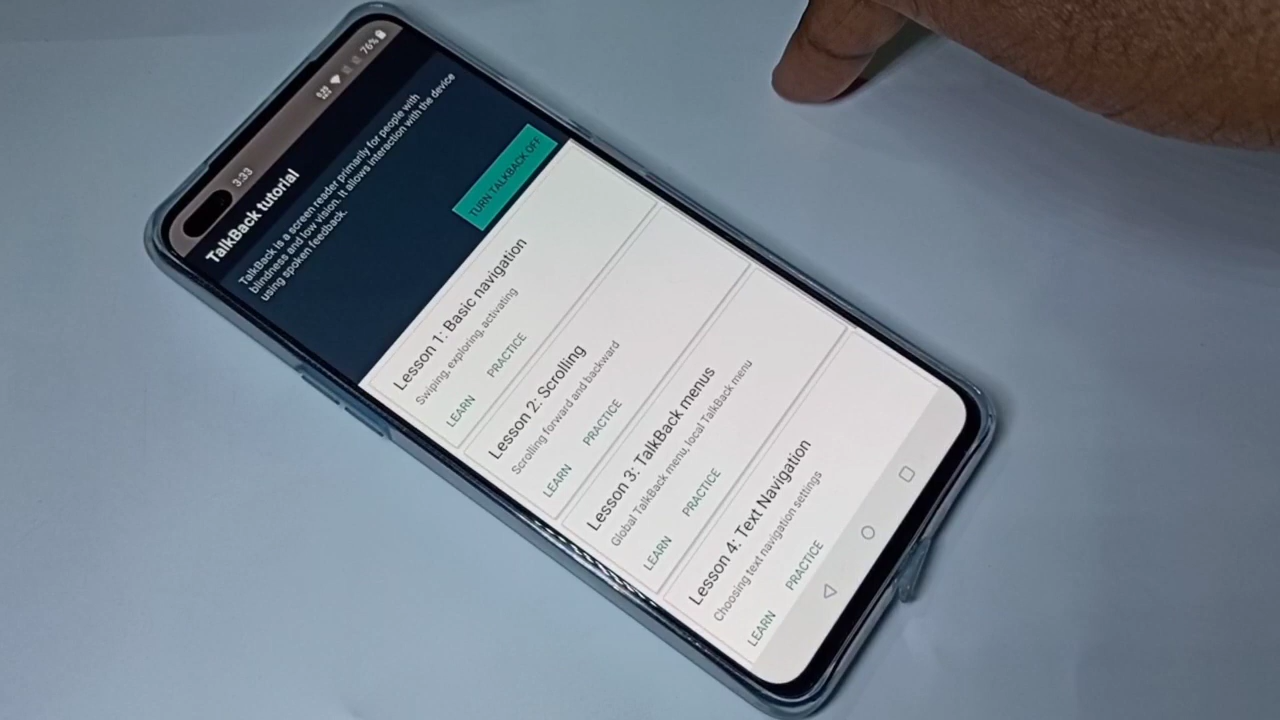 3:33
76%
TalkBack tutorial
TalkBack is a screen reader primarily for people with
blindness and low vision. It allows interaction with the device
using spoken feedback.
TURN TALKBACK OFF
Lesson 1: Basic navigation
Swiping, exploring, activating
LEARN PRACTICE
Lesson 2: Scrolling
Scrolling forward and backward
LEARN PRACTICE
Lesson 3: TalkBack menus
Global TalkBack menu, local TalkBack menu
LEARN PRACTICE
Lesson 4: Text Navigation
Choosing text navigation settings
LEARN PRACTICE